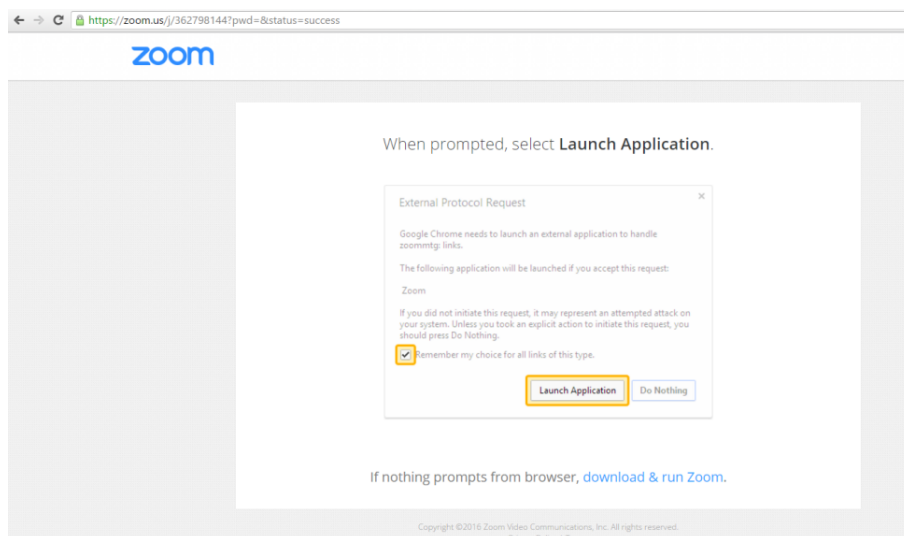 https://zoom.us/j/362798144?pwd=&status=success
zoom
When prompted, select Launch Application.
External Protocol Request
Google Chrome needs to launch an external application to handle
zoommtg: links.
The following application will be launched if you accept this request:
Zoom
If you did not initiate this request, it may represent an attempted attack on
your system. Unless you took an explicit action to initiate this request, you
should press Do Nothing.
Remember my choice for all links of this type.
Launch Application Do Nothing
If nothing prompts from browser, download & run Zoom.
Copyright ©2016 Zoom Video Communications, Inc. All rights reserved.